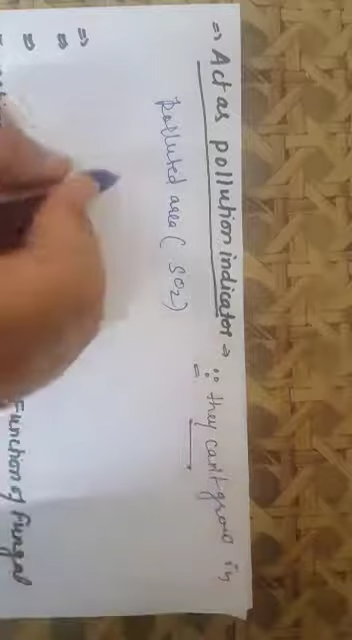 ⇒ Act as pollution indicator → ∵ they can't grow in
polluted area ( SO2)
⇒
⇒
⇒
Function of Fungal